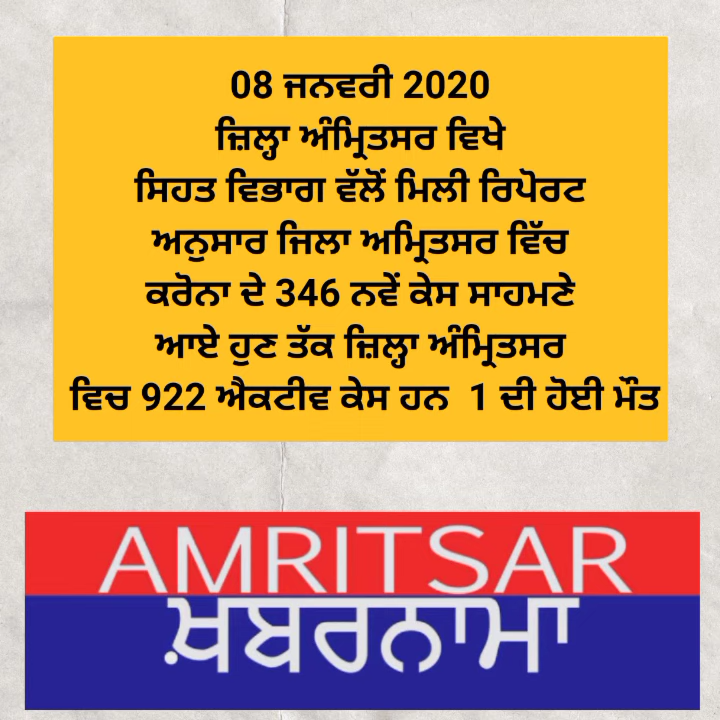 08 ਜਨਵਰੀ 2020
ਜ਼ਿਲ੍ਹਾ ਅੰਮ੍ਰਿਤਸਰ ਵਿਖੇ
ਸਿਹਤ ਵਿਭਾਗ ਵੱਲੋਂ ਮਿਲੀ ਰਿਪੋਰਟ
ਅਨੁਸਾਰ ਜਿਲਾ ਅਮ੍ਰਿਤਸਰ ਵਿੱਚ
ਕਰੋਨਾ ਦੇ 346 ਨਵੇਂ ਕੇਸ ਸਾਹਮਣੇ
ਆਏ ਹੁਣ ਤੱਕ ਜ਼ਿਲ੍ਹਾ ਅੰਮ੍ਰਿਤਸਰ
ਵਿਚ 922 ਐਕਟੀਵ ਕੇਸ ਹਨ 1 ਦੀ ਹੋਈ ਮੌਤ
AMRITSAR
ਖ਼ਬਰਨਾਮਾ